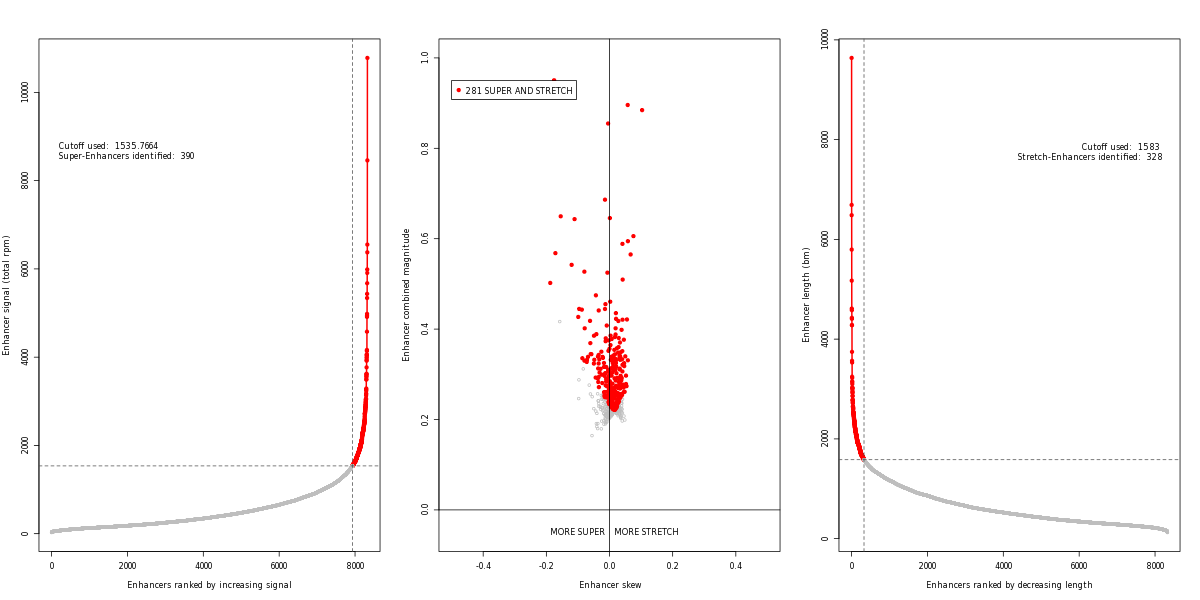 Enhancer signal (total rpm)
10000
8000
6000
4000
2000
0
Cutoff used: 1535.7664
Super-Enhancers identified: 390
0
2000
4000
6000
8000
Enhancers ranked by increasing signal
Enhancer combined magnitude
1.0
0.8
0.6
0.4
0.2
0.0
281 SUPER AND STRETCH
MORE SUPER
MORE STRETCH
-0.4
-0.2
0.0
0.2
0.4
Enhancer skew
Enhancer length (bm)
10000
8000
6000
4000
2000
0
Cutoff used: 1583
Stretch-Enhancers identified: 328
0
2000
4000
6000
8000
Enhancers ranked by decreasing length